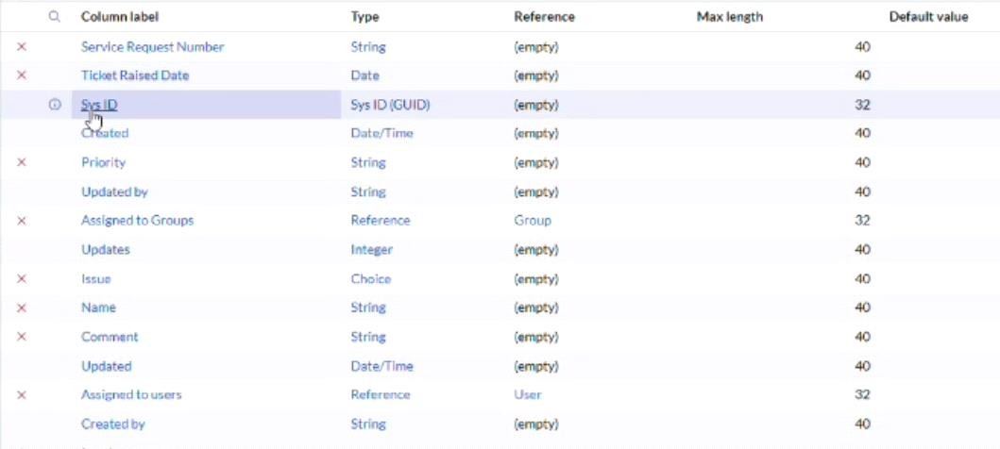 Column label Type Reference Max length Default value
Service Request Number String (empty) 40
Ticket Raised Date Date (empty) 40
Sys ID Sys ID (GUID) (empty) 32
Created Date/Time (empty) 40
Priority String (empty) 40
Updated by String (empty) 40
Assigned to Groups Reference Group 32
Updates Integer (empty) 40
Issue Choice (empty) 40
Name String (empty) 40
Comment String (empty) 40
Updated Date/Time (empty) 40
Assigned to users Reference User 32
Created by String (empty) 40